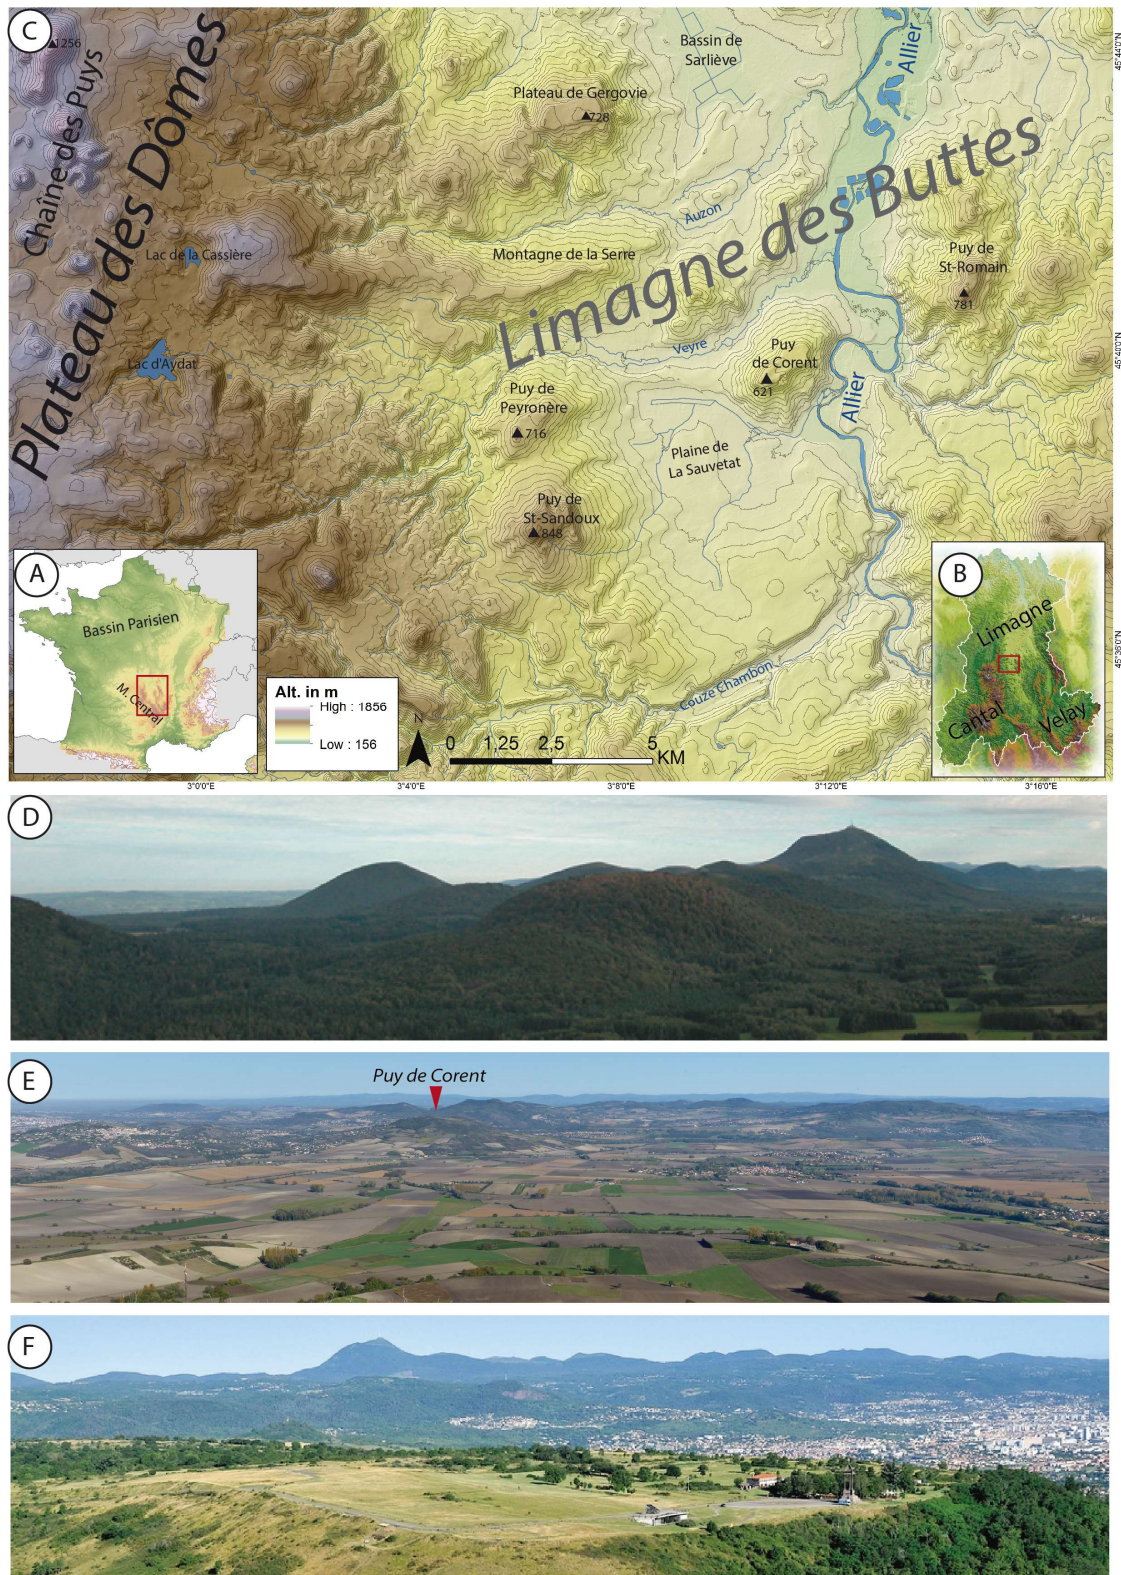 C
1256
Chaîne des Puys
Plateau des Dômes
Bassin de
Sarliève
Allier
45°44'0"N
Plateau de Gergovie
728
Limagne des Buttes
Auzon
Lac de la Cassière
Montagne de la Serre
Puy de
St-Romain
781
Veyre
Puy
de Corent
621
45°40'0"N
Lac d'Aydat
Puy de
Peyronère
716
Allier
Plaine de
La Sauvetat
Puy de
St-Sandoux
848
A
Bassin Parisien
M. Central
B
Limagne
Cantal
Velay
45°36'0"N
Couze Chambon
Alt. in m
High : 1856
Low : 156
N
0 1,25 2,5 5
KM
3°0'0"E 3°4'0"E 3°8'0"E 3°12'0"E 3°16'0"E
D
E
Puy de Corent
F